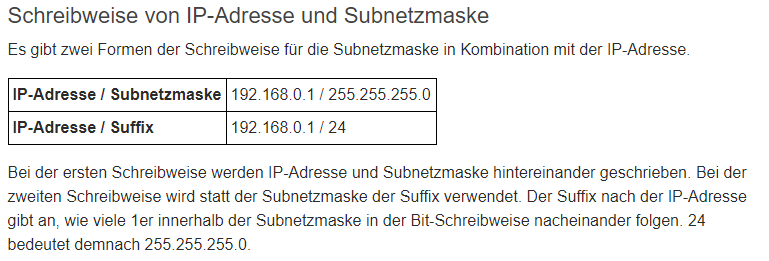 Schreibweise von IP-Adresse und Subnetzmaske
Es gibt zwei Formen der Schreibweise für die Subnetzmaske in Kombination mit der IP-Adresse.
IP-Adresse / Subnetzmaske 192.168.0.1 / 255.255.255.0
IP-Adresse / Suffix 192.168.0.1 / 24
Bei der ersten Schreibweise werden IP-Adresse und Subnetzmaske hintereinander geschrieben. Bei der
zweiten Schreibweise wird statt der Subnetzmaske der Suffix verwendet. Der Suffix nach der IP-Adresse
gibt an, wie viele 1er innerhalb der Subnetzmaske in der Bit-Schreibweise nacheinander folgen. 24
bedeutet demnach 255.255.255.0.